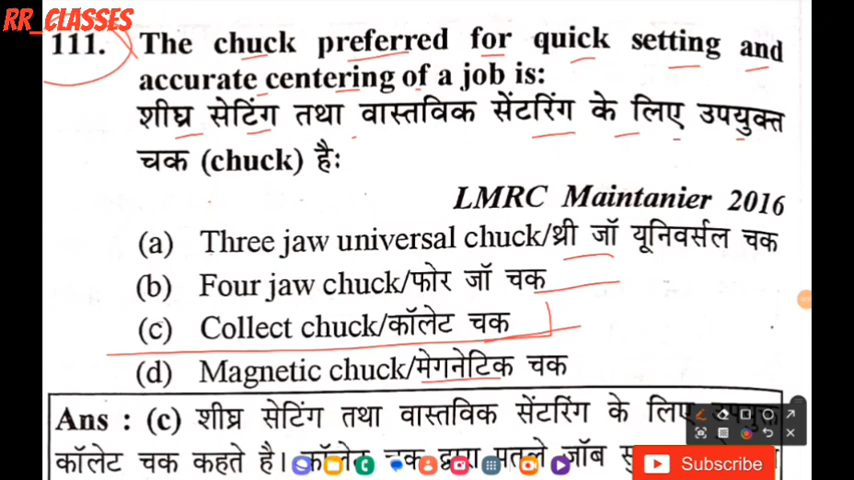 RR_CLASSES
111. The chuck preferred for quick setting and
accurate centering of a job is:
शीघ्र सेटिंग तथा वास्तविक सेंटरिंग के लिए उपयुक्त
चक (chuck) है:
LMRC Maintanier 2016
(a) Three jaw universal chuck/थ्री जॉ यूनिवर्सल चक
(b) Four jaw chuck/फोर जॉ चक
(c) Collect chuck/कॉलेट चक
(d) Magnetic chuck/मेगनेटिक चक
Ans : (c) शीघ्र सेटिंग तथा वास्तविक सेंटरिंग के लिए
कॉलेट चक कहते है। कॉलेट चक द्वारा पतले जॉब
Subscribe